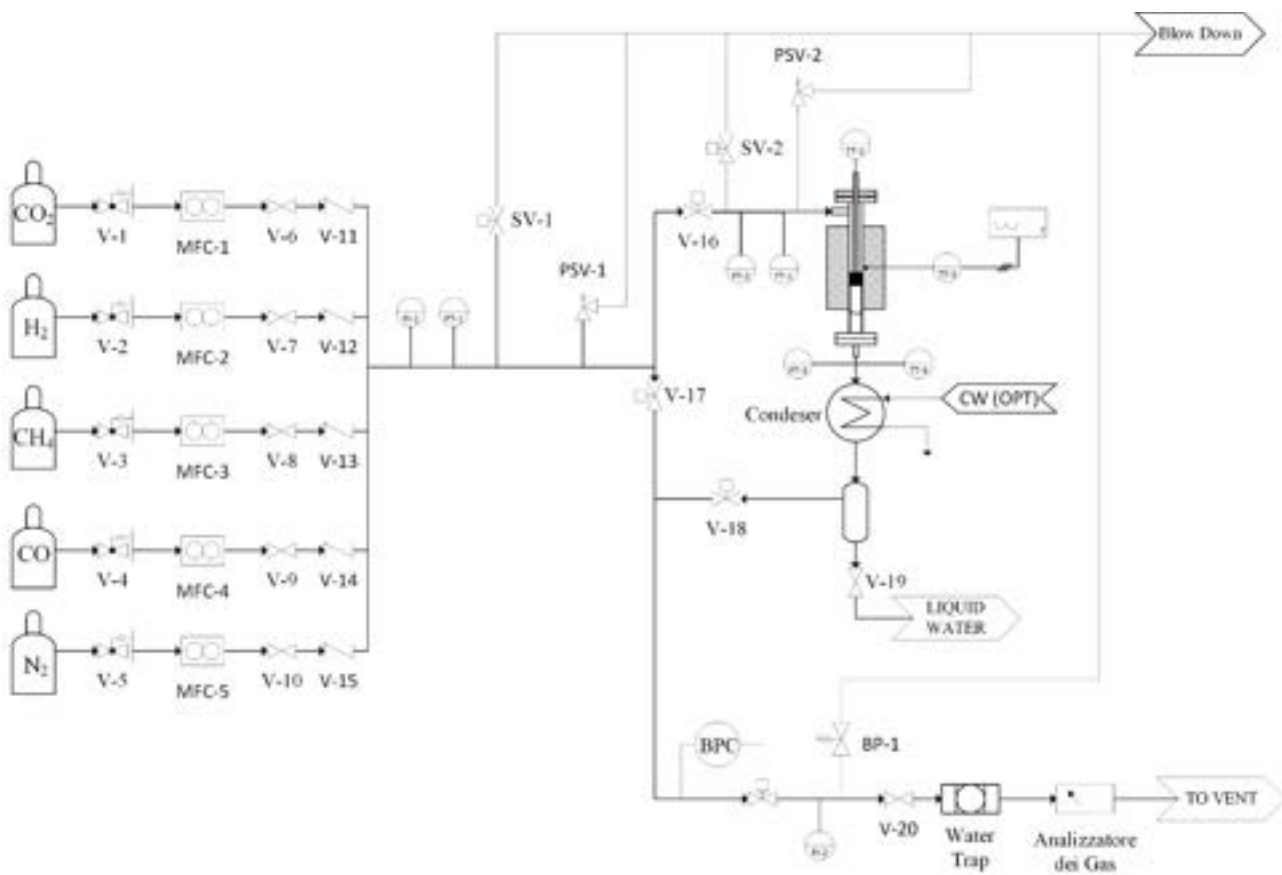 Blow Down
PSV-2
SV-2
CO₂
V-1
MFC-1
V-6
V-11
SV-1
V-16
PSV-1
H₂
V-2
MFC-2
V-7
V-12
V-17
Condeser
CW (OPT)
CH₄
V-3
MFC-3
V-8
V-13
V-18
CO
V-4
MFC-4
V-9
V-14
V-19
LIQUID
WATER
N₂
V-5
MFC-5
V-10
V-15
BPC
BP-1
TO VENT
V-20
Water
Trap
Analizzatore
dei Gas